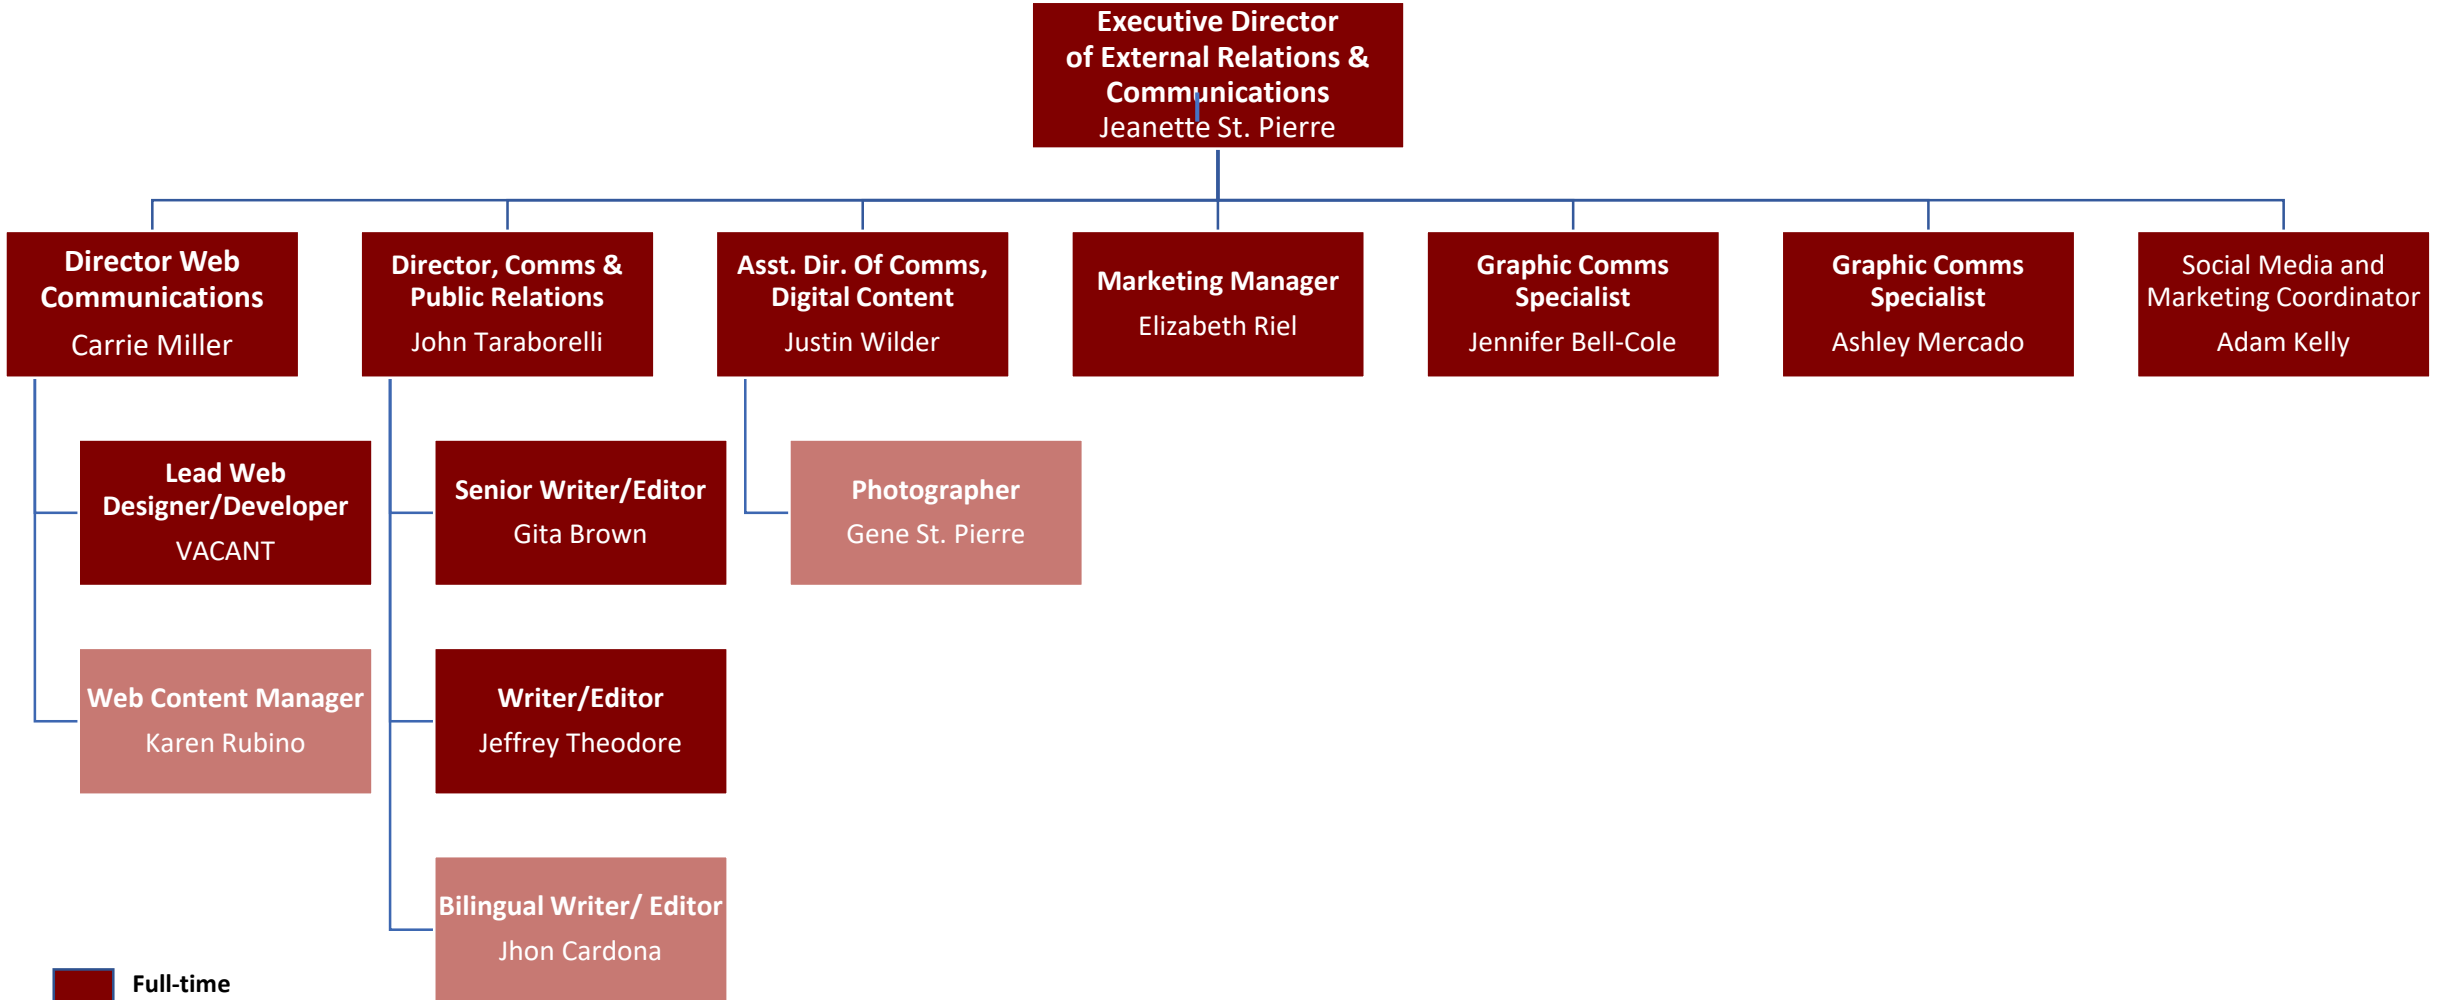 Executive Director
of External Relations &
Communications
Jeanette St. Pierre
Director Web
Communications
Carrie Miller
Director, Comms &
Public Relations
John Taraborelli
Asst. Dir. Of Comms,
Digital Content
Justin Wilder
Marketing Manager
Elizabeth Riel
Graphic Comms
Specialist
Jennifer Bell-Cole
Graphic Comms
Specialist
Ashley Mercado
Social Media and
Marketing Coordinator
Adam Kelly
Lead Web
Designer/Developer
VACANT
Senior Writer/Editor
Gita Brown
Photographer
Gene St. Pierre
Web Content Manager
Karen Rubino
Writer/Editor
Jeffrey Theodore
Bilingual Writer/ Editor
Jhon Cardona
Full-time